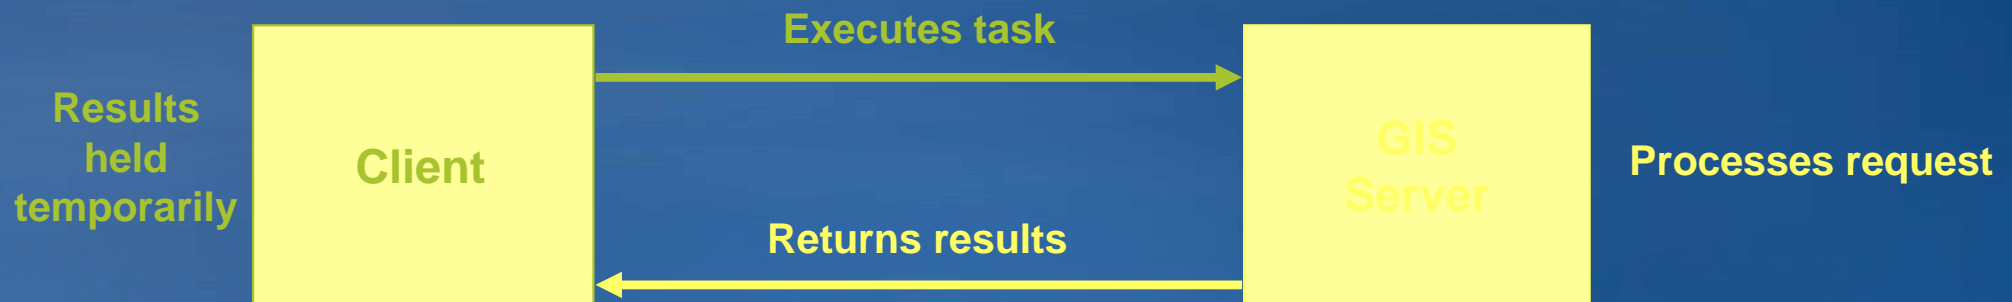 Executes task
Results
held
temporarily
Client
GIS
Server
Processes request
Returns results